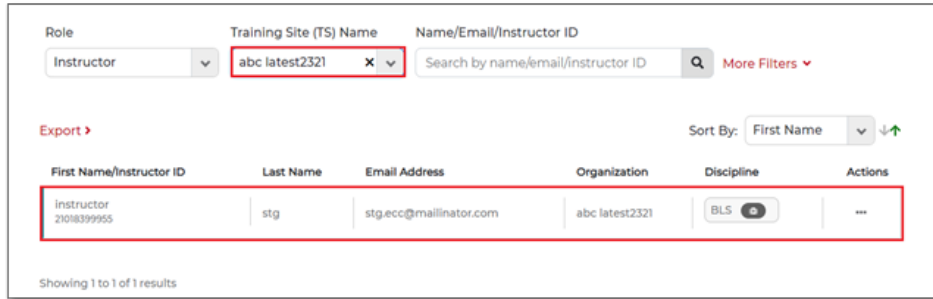 Role Training Site (TS) Name Name/Email/Instructor ID
Instructor abc latest2321 Search by name/email/instructor ID More Filters
Export Sort By: First Name
First Name/Instructor ID Last Name Email Address Organization Discipline Actions
instructor stg stg.ecc@mailinator.com abc latest2321 BLS
21018399955
Showing 1 to 1 of 1 results